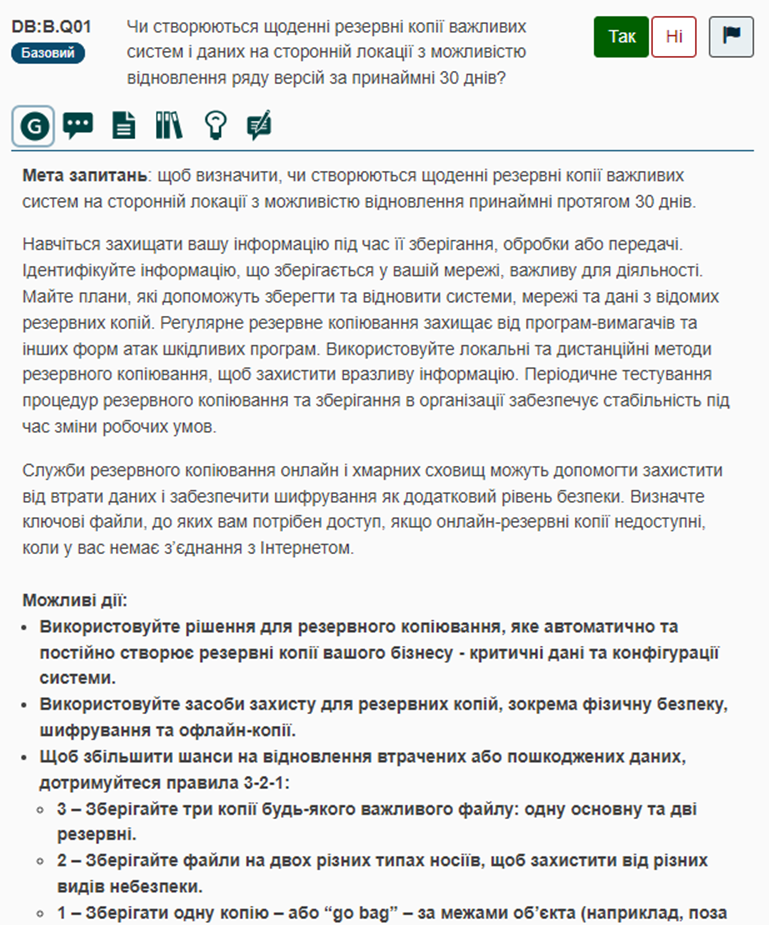 DB:B.Q01
Базовий
Чи створюються щоденні резервні копії важливих
систем і даних на сторонній локації з можливістю
відновлення ряду версій за принаймні 30 днів?
Так
Ні
G
Мета запитань: щоб визначити, чи створюються щоденні резервні копії важливих
систем на сторонній локації з можливістю відновлення принаймні протягом 30 днів.
Навчіться захищати вашу інформацію під час її зберігання, обробки або передачі.
Ідентифікуйте інформацію, що зберігається у вашій мережі, важливу для діяльності.
Майте плани, які допоможуть зберегти та відновити системи, мережі та дані з відомих
резервних копій. Регулярне резервне копіювання захищає від програм-вимагачів та
інших форм атак шкідливих програм. Використовуйте локальні та дистанційні методи
резервного копіювання, щоб захистити вразливу інформацію. Періодичне тестування
процедур резервного копіювання та зберігання в організації забезпечує стабільність під
час зміни робочих умов.
Служби резервного копіювання онлайн і хмарних сховищ можуть допомогти захистити
від втрати даних і забезпечити шифрування як додатковий рівень безпеки. Визначте
ключові файли, до яких вам потрібен доступ, якщо онлайн-резервні копії недоступні,
коли у вас немає з’єднання з Інтернетом.
Можливі дії:
• Використовуйте рішення для резервного копіювання, яке автоматично та
постійно створює резервні копії вашого бізнесу - критичні дані та конфігурації
системи.
• Використовуйте засоби захисту для резервних копій, зокрема фізичну безпеку,
шифрування та офлайн-копії.
• Щоб збільшити шанси на відновлення втрачених або пошкоджених даних,
дотримуйтеся правила 3-2-1:
◦ 3 – Зберігайте три копії будь-якого важливого файлу: одну основну та дві
резервні.
◦ 2 – Зберігайте файли на двох різних типах носіїв, щоб захистити від різних
видів небезпеки.
◦ 1 – Зберігати одну копію – або “go bag” – за межами об’єкта (наприклад, поза